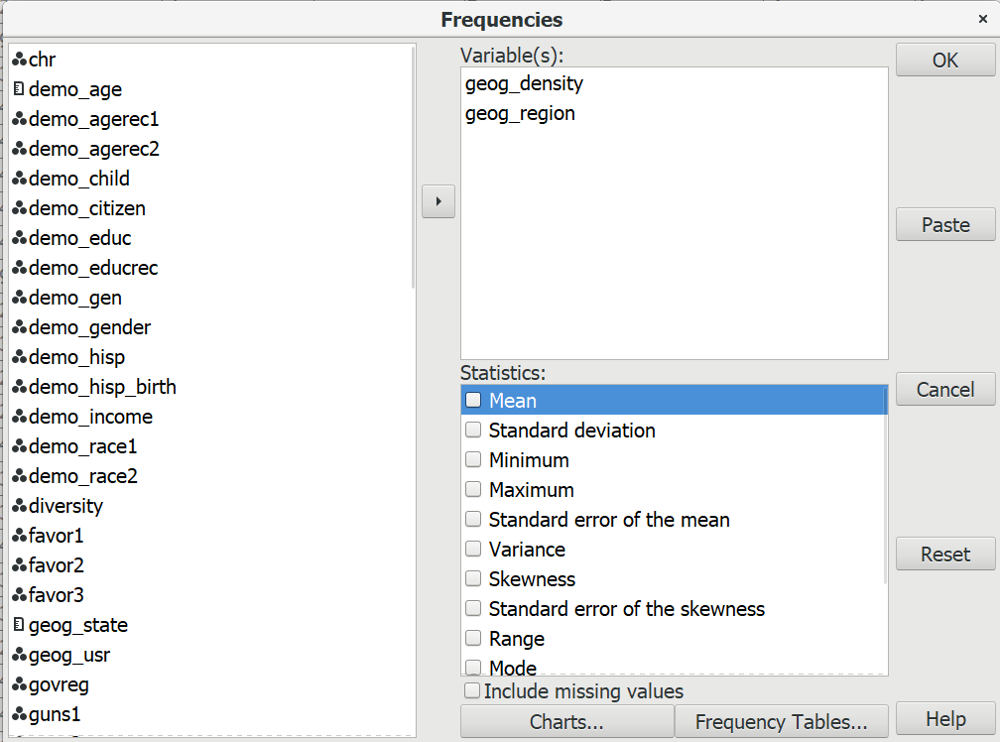 Frequencies
chr
demo_age
demo_agerec1
demo_agerec2
demo_child
demo_citizen
demo_educ
demo_educrec
demo_gen
demo_gender
demo_hisp
demo_hisp_birth
demo_income
demo_race1
demo_race2
diversity
favor1
favor2
favor3
geog_state
geog_usr
govreg
guns1
Variable(s):
geog_density
geog_region
Statistics:
Mean
Standard deviation
Minimum
Maximum
Standard error of the mean
Variance
Skewness
Standard error of the skewness
Range
Mode
Include missing values
Charts...
Frequency Tables...
OK
Paste
Cancel
Reset
Help